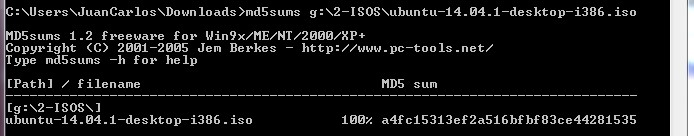 C:\Users\JuanCarlos\Downloads>md5sums g:\2-ISOS\ubuntu-14.04.1-desktop-i386.iso
MD5sums 1.2 freeware for Win9x/ME/NT/2000/XP+
Copyright (C) 2001-2005 Jem Berkes - http://www.pc-tools.net/
Type md5sums -h for help
[Path] / filename MD5 sum
[g:\2-ISOS\]
ubuntu-14.04.1-desktop-i386.iso 100% a4fc15313ef2a516bfbf83ce44281535